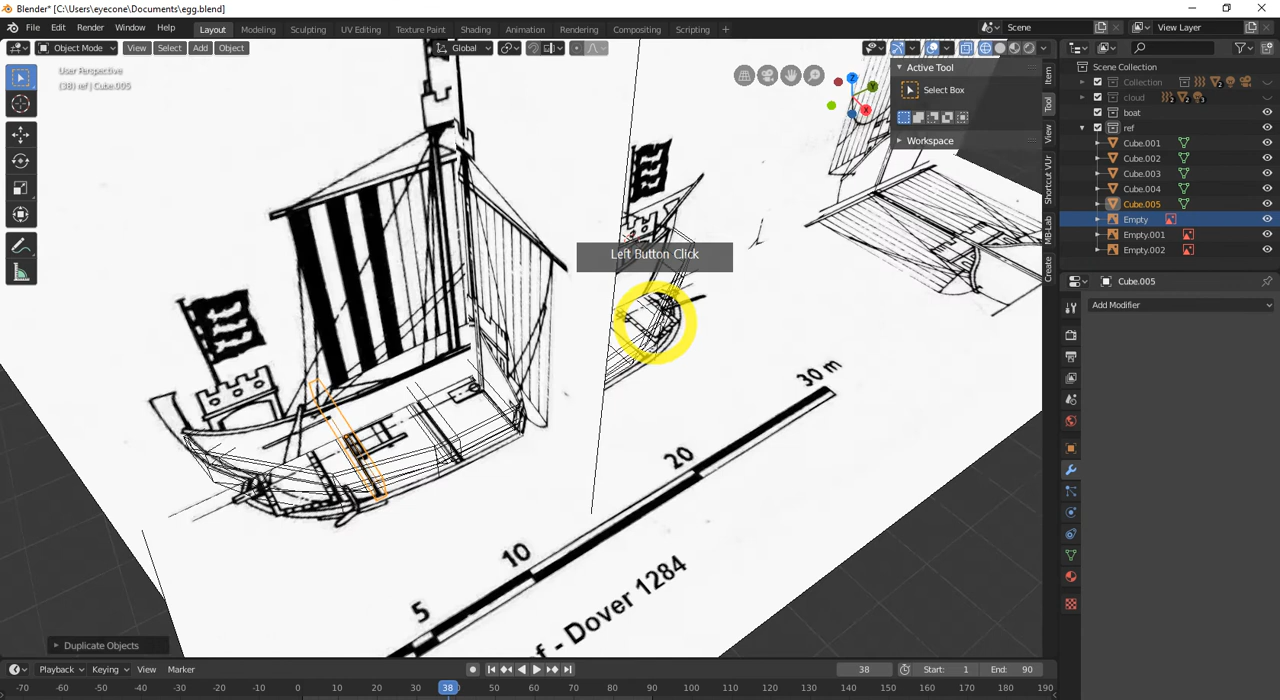 Blender* [C:\Users\eyecone\Documents\egg.blend]
File Edit Render Window Help Layout Modeling Sculpting UV Editing Texture Paint Shading Animation Rendering Compositing Scripting + Scene View Layer
Object Mode View Select Add Object Global
User Perspective
(38) ref | Cube.005
Z
Y
X
Active Tool
Select Box
Workspace
Item
Tool
View
Shortcut VUr
MB-Lab
Create
Scene Collection
Collection 2
cloud 2 2 3
boat
ref
Cube.001
Cube.002
Cube.003
Cube.004
Cube.005
Empty
Empty.001
Empty.002
Cube.005
Add Modifier
Left Button Click
30 m
20
10
5
f - Dover 1284
Duplicate Objects
Playback Keying View Marker 38 Start: 1 End: 90
-70 -60 -50 -40 -30 -20 -10 0 10 20 30 38 50 60 70 80 90 100 110 120 130 140 150 160 170 180 190